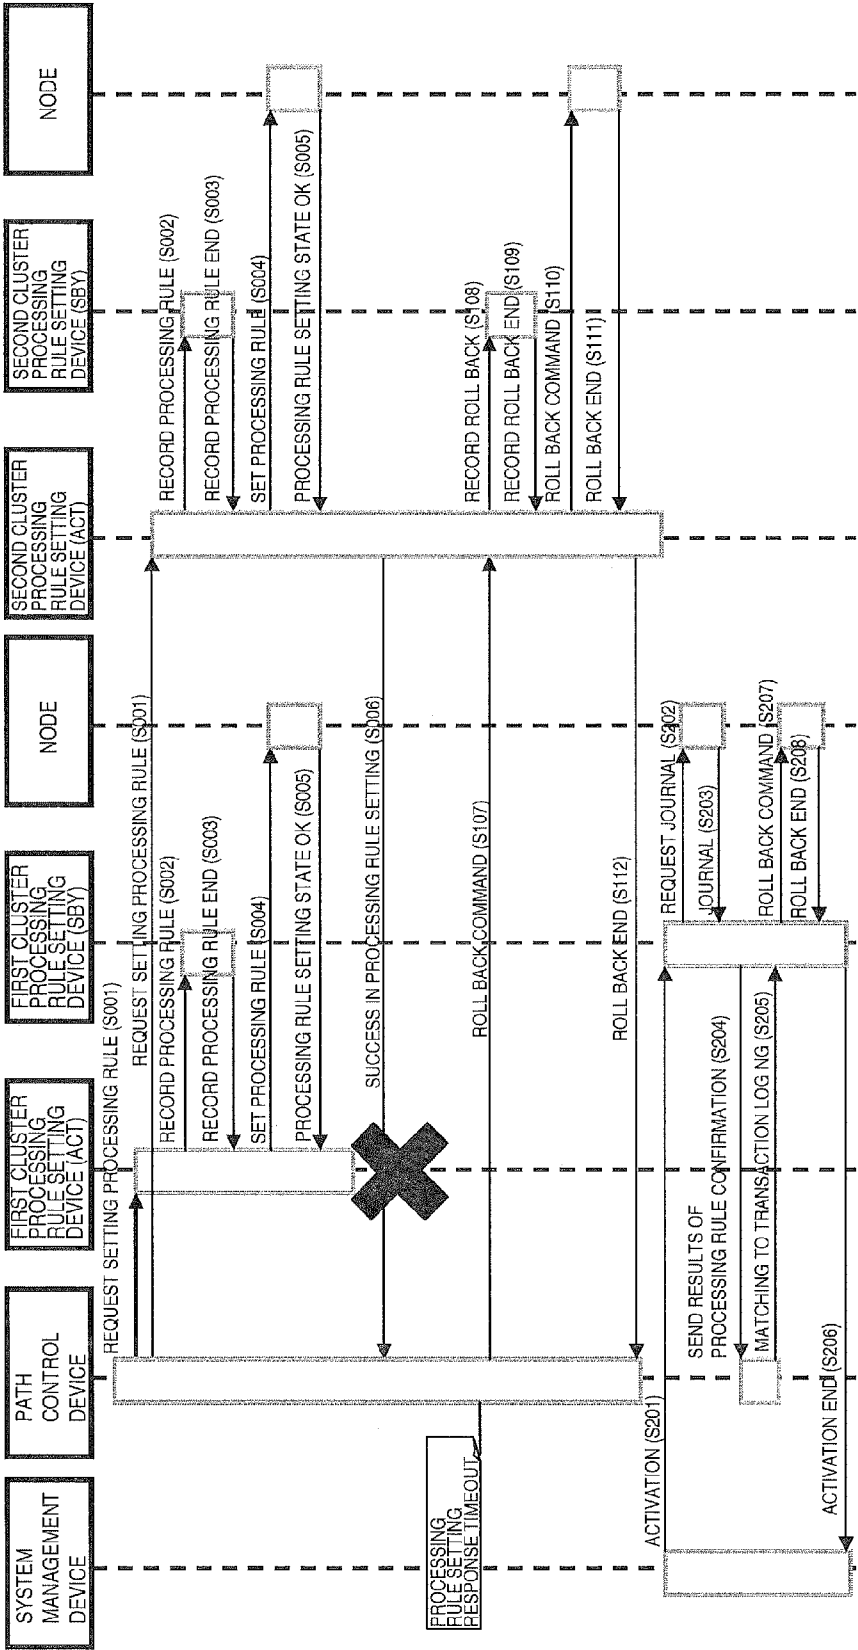 SYSTEM
MANAGEMENT
DEVICE
PATH
CONTROL
DEVICE
FIRST CLUSTER
PROCESSING
RULE SETTING
DEVICE (ACT)
FIRST CLUSTER
PROCESSING
RULE SETTING
DEVICE (SBY)
NODE
SECOND CLUSTER
PROCESSING
RULE SETTING
DEVICE (ACT)
SECOND CLUSTER
PROCESSING
RULE SETTING
DEVICE (SBY)
NODE
REQUEST SETTING PROCESSING RULE (S001)
REQUEST SETTING PROCESSING RULE (S001)
RECORD PROCESSING RULE (S002)
RECORD PROCESSING RULE END (S003)
SET PROCESSING RULE (S004)
PROCESSING RULE SETTING STATE OK (S005)
RECORD PROCESSING RULE (S002)
RECORD PROCESSING RULE END (S003)
SET PROCESSING RULE (S004)
PROCESSING RULE SETTING STATE OK (S005)
SUCCESS IN PROCESSING RULE SETTING (S006)
PROCESSING
RULE SETTING
RESPONSE TIMEOUT
ROLL BACK COMMAND (S107)
RECORD ROLL BACK (S108)
RECORD ROLL BACK END (S109)
ROLL BACK COMMAND (S110)
ROLL BACK END (S111)
ROLL BACK END (S112)
ACTIVATION (S201)
REQUEST JOURNAL (S202)
JOURNAL (S203)
SEND RESULTS OF
PROCESSING RULE CONFIRMATION (S204)
MATCHING TO TRANSACTION LOG NG (S205)
ROLL BACK COMMAND (S207)
ROLL BACK END (S208)
ACTIVATION END (S206)